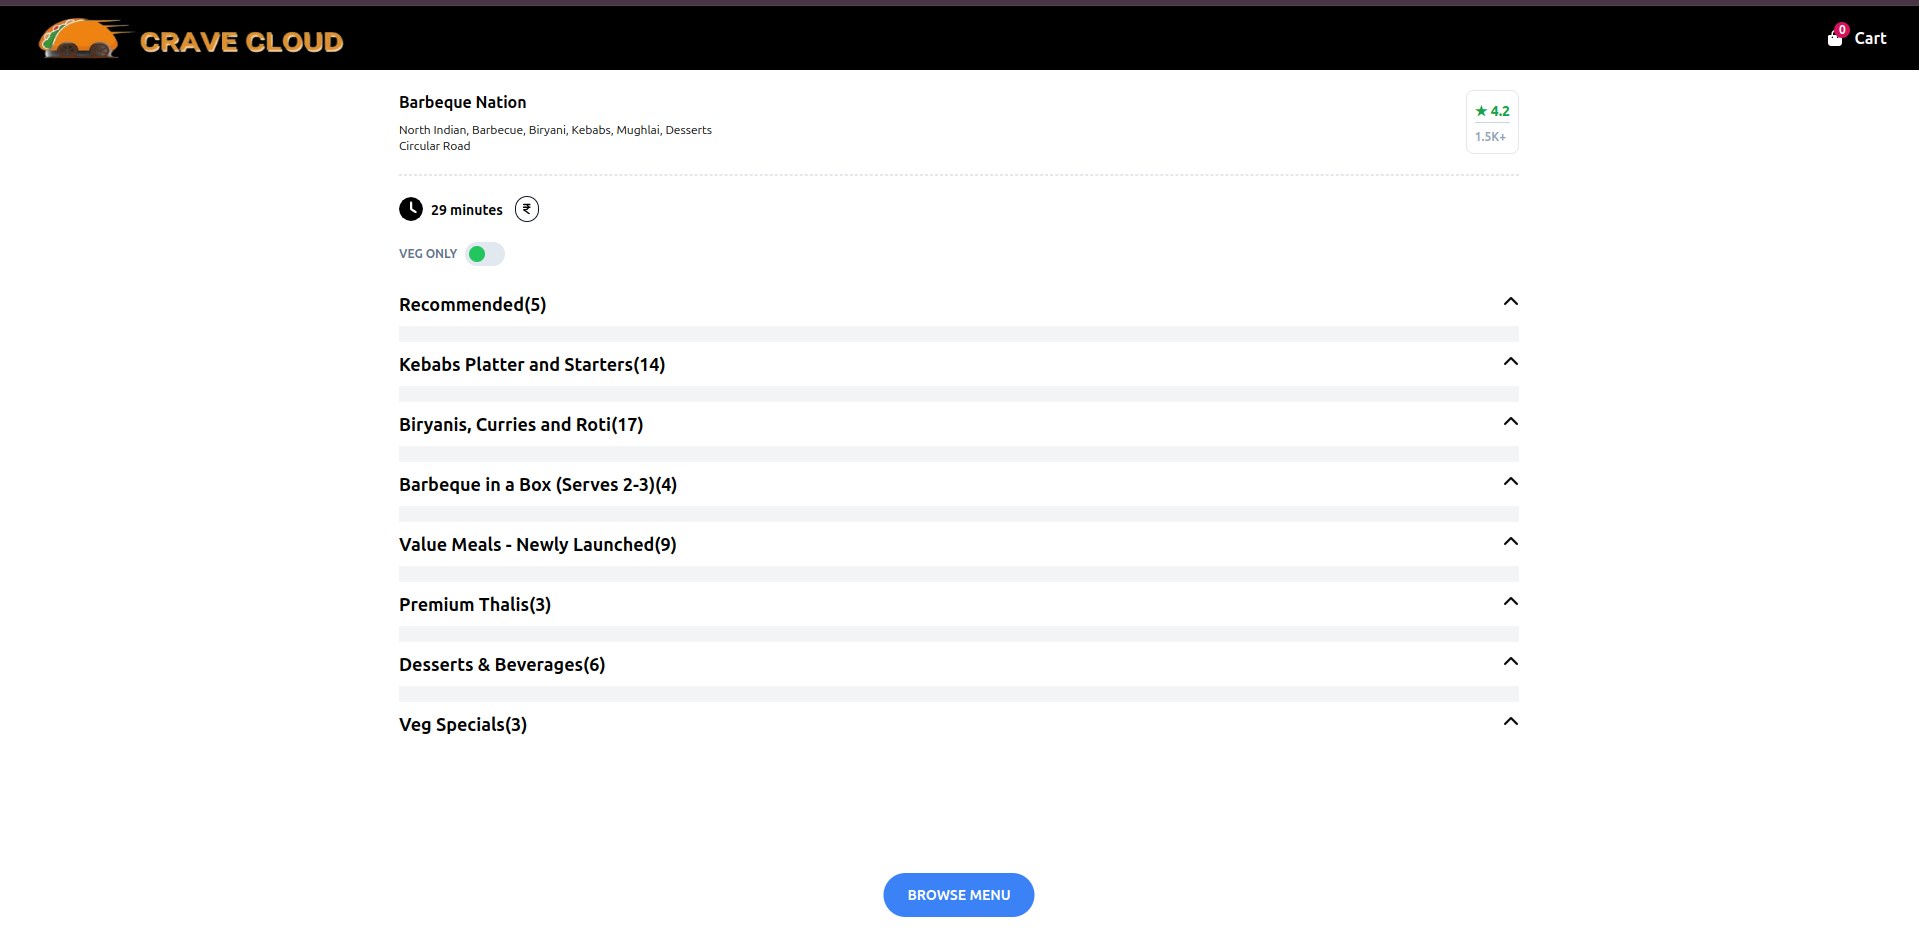 CRAVE CLOUD
0
Cart
Barbeque Nation
North Indian, Barbecue, Biryani, Kebabs, Mughlai, Desserts
Circular Road
★ 4.2
1.5K+
29 minutes ₹
VEG ONLY
Recommended(5)
Kebabs Platter and Starters(14)
Biryanis, Curries and Roti(17)
Barbeque in a Box (Serves 2-3)(4)
Value Meals - Newly Launched(9)
Premium Thalis(3)
Desserts & Beverages(6)
Veg Specials(3)
BROWSE MENU